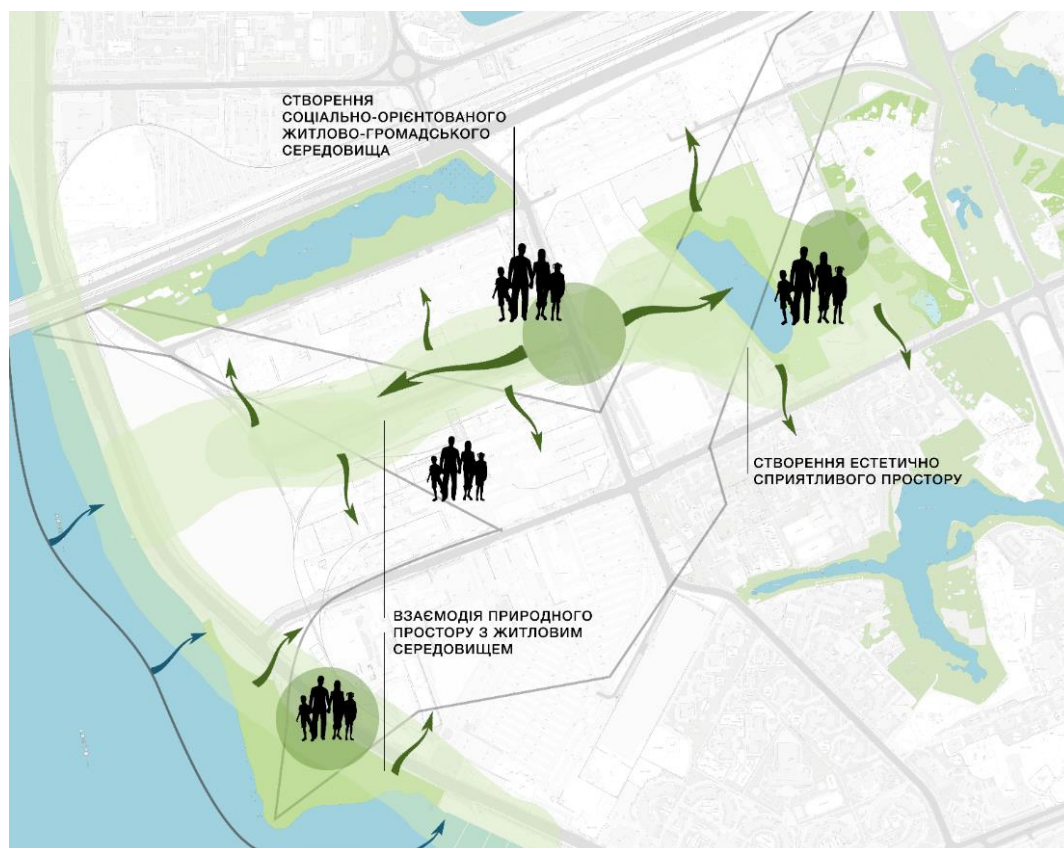 СТВОРЕННЯ
СОЦІАЛЬНО-ОРІЄНТОВАНОГО
ЖИТЛОВО-ГРОМАДСЬКОГО
СЕРЕДОВИЩА
СТВОРЕННЯ ЕСТЕТИЧНО
СПРИЯТЛИВОГО ПРОСТОРУ
ВЗАЄМОДІЯ ПРИРОДНОГО
ПРОСТОРУ З ЖИТЛОВИМ
СЕРЕДОВИЩЕМ